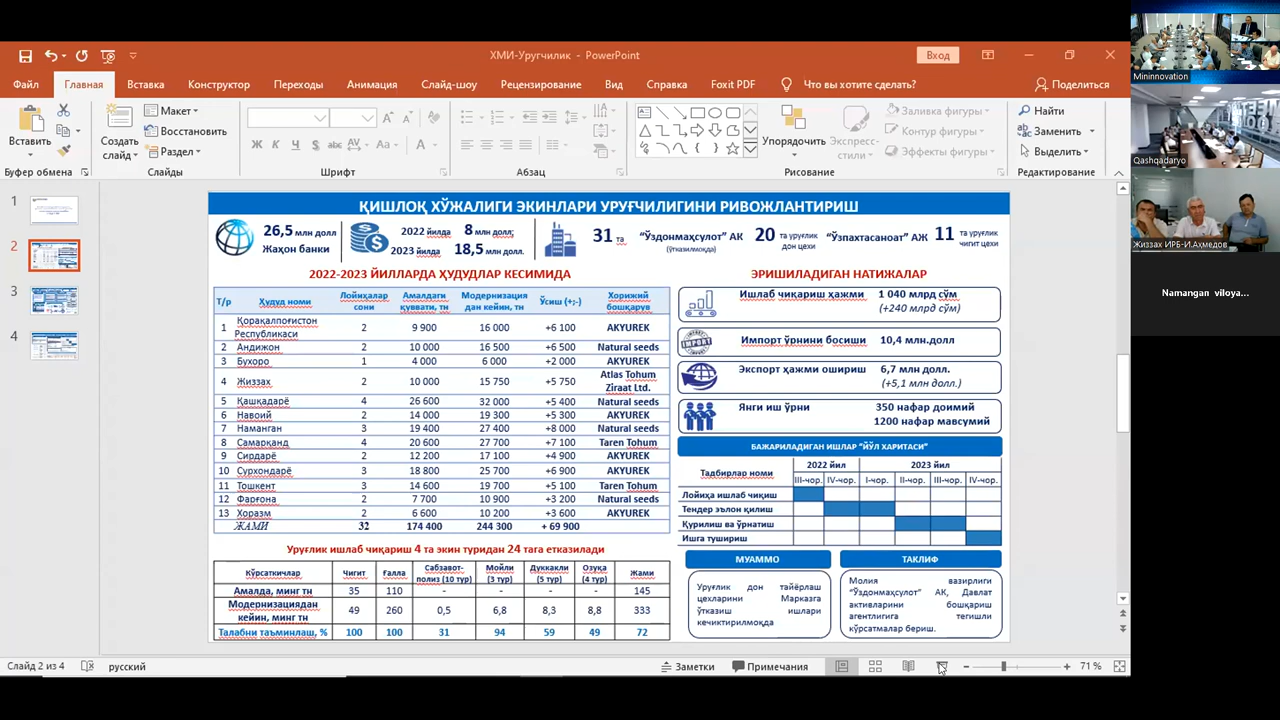 ХМИ-Уругчилик - PowerPoint
Вход
Файл Главная Вставка Конструктор Переходы Анимация Слайд-шоу Рецензирование Вид Справка Foxit PDF Что вы хотите сделать? Поделиться
Вставить
Создать слайд
Макет
Восстановить
Раздел
Ж К Ч S abc AV Aa A
Упорядочить
Экспресс-стили
Заливка фигуры
Контур фигуры
Эффекты фигуры
Найти
Заменить
Выделить
Буфер обмена Слайды Шрифт Абзац Рисование Редактирование
1
2
3
4
ҚИШЛОҚ ХЎЖАЛИГИ ЭКИНЛАРИ УРУҒЧИЛИГИНИ РИВОЖЛАНТИРИШ
26,5 млн долл
Жаҳон банки
2022 йилда 8 млн долл;
2023 йилда 18,5 млн долл.
31 та "Ўздонмаҳсулот" АК (ўтказилмоқда)
20 та уруғлик дон цехи
"Ўзпахтасаноат" АЖ 11 та уруғлик чигит цехи
2022-2023 ЙИЛЛАРДА ҲУДУДЛАР КЕСИМИДА
Т/р Ҳудуд номи Лойиҳалар сони Амалдаги қуввати, тн Модернизация дан кейин, тн Ўсиш (+;-) Хорижий бошқарув
1 Қорақалпоғистон Республикаси 2 9 900 16 000 +6 100 AKYUREK
2 Андижон 2 10 000 16 500 +6 500 Natural seeds
3 Бухоро 1 4 000 6 000 +2 000 AKYUREK
4 Жиззах 2 10 000 15 750 +5 750 Atlas Tohum Ziraat Ltd.
5 Қашқадарё 4 26 600 32 000 +5 400 Natural seeds
6 Навоий 2 14 000 19 300 +5 300 AKYUREK
7 Наманган 3 19 400 27 400 +8 000 Natural seeds
8 Самарқанд 4 20 600 27 700 +7 100 Taren Tohum
9 Сирдарё 2 12 200 17 100 +4 900 AKYUREK
10 Сурхондарё 3 18 800 25 700 +6 900 AKYUREK
11 Тошкент 3 14 600 19 700 +5 100 Taren Tohum
12 Фарғона 2 7 700 10 900 +3 200 Natural seeds
13 Хоразм 2 6 600 10 200 +3 600 AKYUREK
ЖАМИ 32 174 400 244 300 + 69 900
Уруғлик ишлаб чиқариш 4 та экин туридан 24 тага етказилади
Кўрсаткичлар Чигит Ғалла Сабзавот-полиз (10 тур) Мойли (3 тур) Дуккакли (5 тур) Озуқа (4 тур) Жами
Амалда, минг тн 35 110 - - - - 145
Модернизациядан кейин, минг тн 49 260 0,5 6,8 8,3 8,8 333
Талабни таъминлаш, % 100 100 31 94 59 49 72
ЭРИШИЛАДИГАН НАТИЖАЛАР
Ишлаб чиқариш ҳажми 1 040 млрд сўм
(+240 млрд сўм)
IMPORT
Импорт ўрнини босиши 10,4 млн.долл
Экспорт ҳажми ошириш 6,7 млн долл.
(+5,1 млн долл.)
Янги иш ўрни 350 нафар доимий
1200 нафар мавсумий
БАЖАРИЛАДИГАН ИШЛАР "ЙЎЛ ХАРИТАСИ"
Тадбирлар номи 2022 йил 2023 йил
III-чор. IV-чор. I-чор. II-чор. III-чор. IV-чор.
Лойиҳа ишлаб чиқиш
Тендер эълон қилиш
Қурилиш ва ўрнатиш
Ишга тушириш
МУАММО
Уруғлик дон тайёрлаш
цехларини Марказга
ўтказиш ишлари
кечиктирилмоқда
ТАКЛИФ
Молия вазирлиги
"Ўздонмаҳсулот" АК, Давлат
активларини бошқариш
агентлигига тегишли
кўрсатмалар бериш.
Слайд 2 из 4 русский Заметки Примечания 71 %
Mininnovation
Qashqadaryo
Жиззах ИРБ-И.Ахмедов
Namangan viloya...